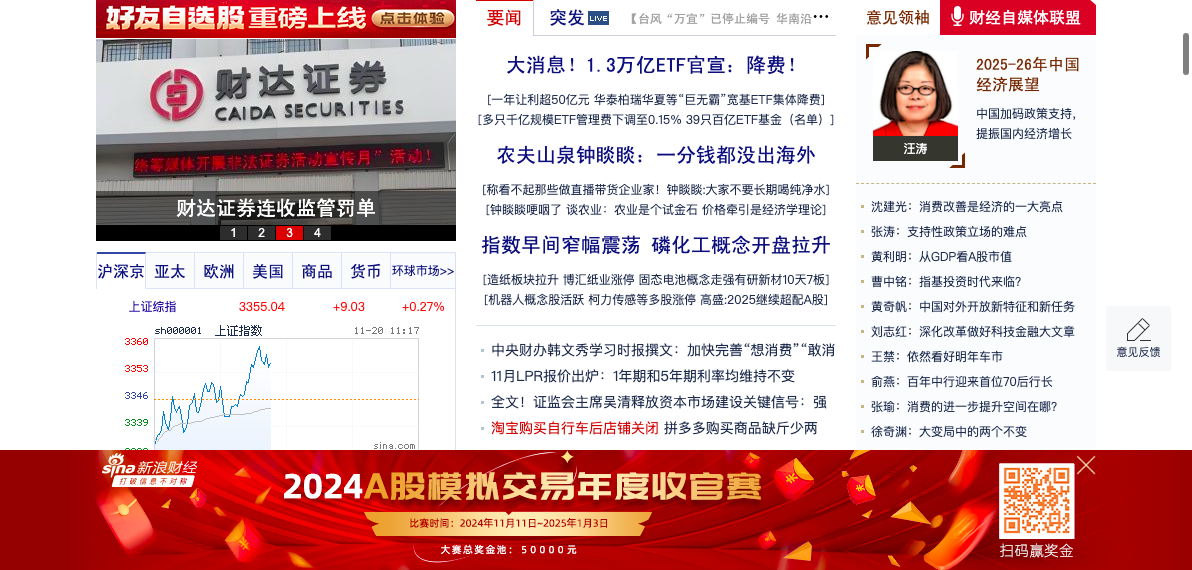 好友自选股重磅上线 点击体验
财达证券
CAIDA SECURITIES
络筹媒体开展非法证券活动宣传月”活动!
财达证券连收监管罚单
1 2 3 4
沪深京 亚太 欧洲 美国 商品 货币 环球市场>>
上证综指 3355.04 +9.03 +0.27%
sh000001 上证指数 11-20 11:17
3360
3353
3346
3339
sina.com
要闻 突发 LIVE 【台风“万宜”已停止编号 华南沿···
大消息！1.3万亿ETF官宣：降费！
[一年让利超50亿元 华泰柏瑞华夏等“巨无霸”宽基ETF集体降费]
[多只千亿规模ETF管理费下调至0.15% 39只百亿ETF基金（名单）]
农夫山泉钟睒睒：一分钱都没出海外
[称看不起那些做直播带货企业家！钟睒睒:大家不要长期喝纯净水]
[钟睒睒哽咽了 谈农业：农业是个试金石 价格牵引是经济学理论]
指数早间窄幅震荡 磷化工概念开盘拉升
[造纸板块拉升 博汇纸业涨停 固态电池概念走强有研新材10天7板]
[机器人概念股活跃 柯力传感等多股涨停 高盛:2025继续超配A股]
中央财办韩文秀学习时报撰文：加快完善“想消费”“敢消
11月LPR报价出炉：1年期和5年期利率均维持不变
全文！证监会主席吴清释放资本市场建设关键信号：强
淘宝购买自行车后店铺关闭 拼多多购买商品缺斤少两
意见领袖 财经自媒体联盟
2025-26年中国
经济展望
中国加码政策支持，
提振国内经济增长
汪涛
沈建光：消费改善是经济的一大亮点
张涛：支持性政策立场的难点
黄利明：从GDP看A股市值
曹中铭：指基投资时代来临?
黄奇帆：中国对外开放新特征和新任务
刘志红：深化改革做好科技金融大文章
王禁：依然看好明年车市
俞燕：百年中行迎来首位70后行长
张瑜：消费的进一步提升空间在哪?
徐奇渊：大变局中的两个不变
意见反馈
sina 新浪财经
打破信息不对称
2024A股模拟交易年度收官赛
比赛时间：2024年11月11日~2025年1月3日
大赛总奖金池：50000元
扫码赢奖金